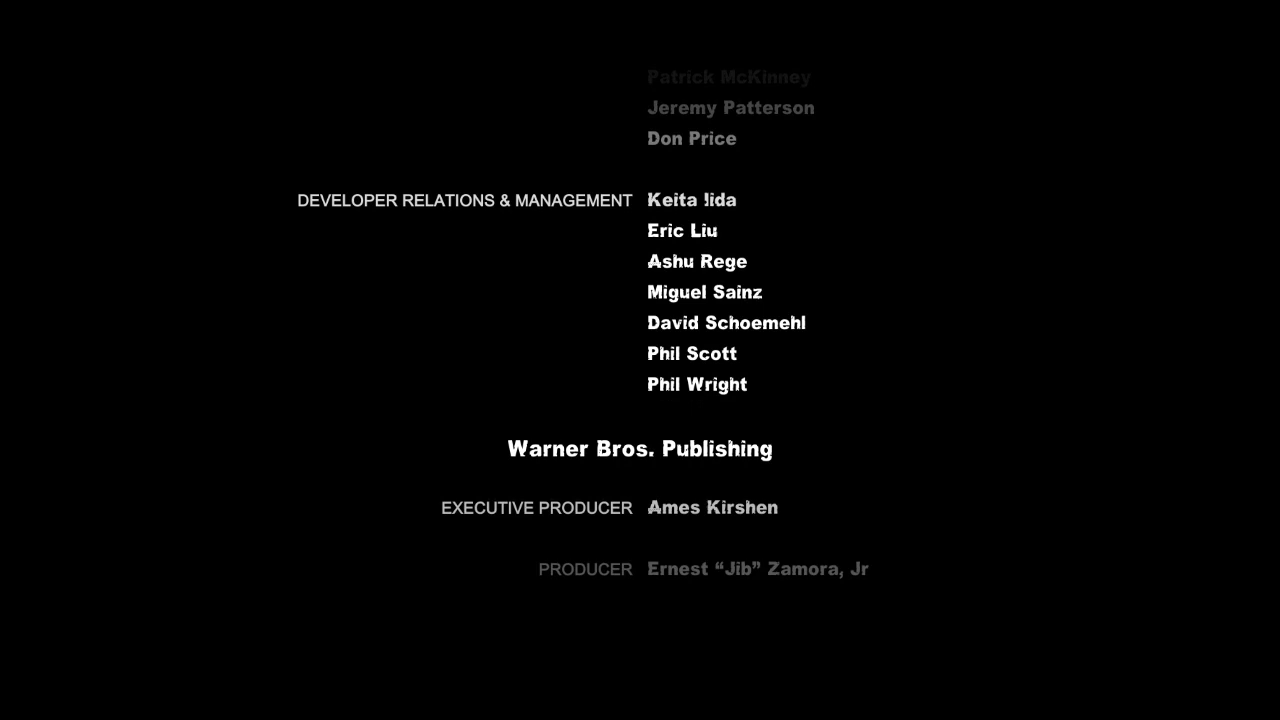 Patrick McKinney
Jeremy Patterson
Don Price
DEVELOPER RELATIONS & MANAGEMENT Keita Iida
Eric Liu
Ashu Rege
Miguel Sainz
David Schoemehl
Phil Scott
Phil Wright
Warner Bros. Publishing
EXECUTIVE PRODUCER Ames Kirshen
PRODUCER Ernest “Jib” Zamora, Jr